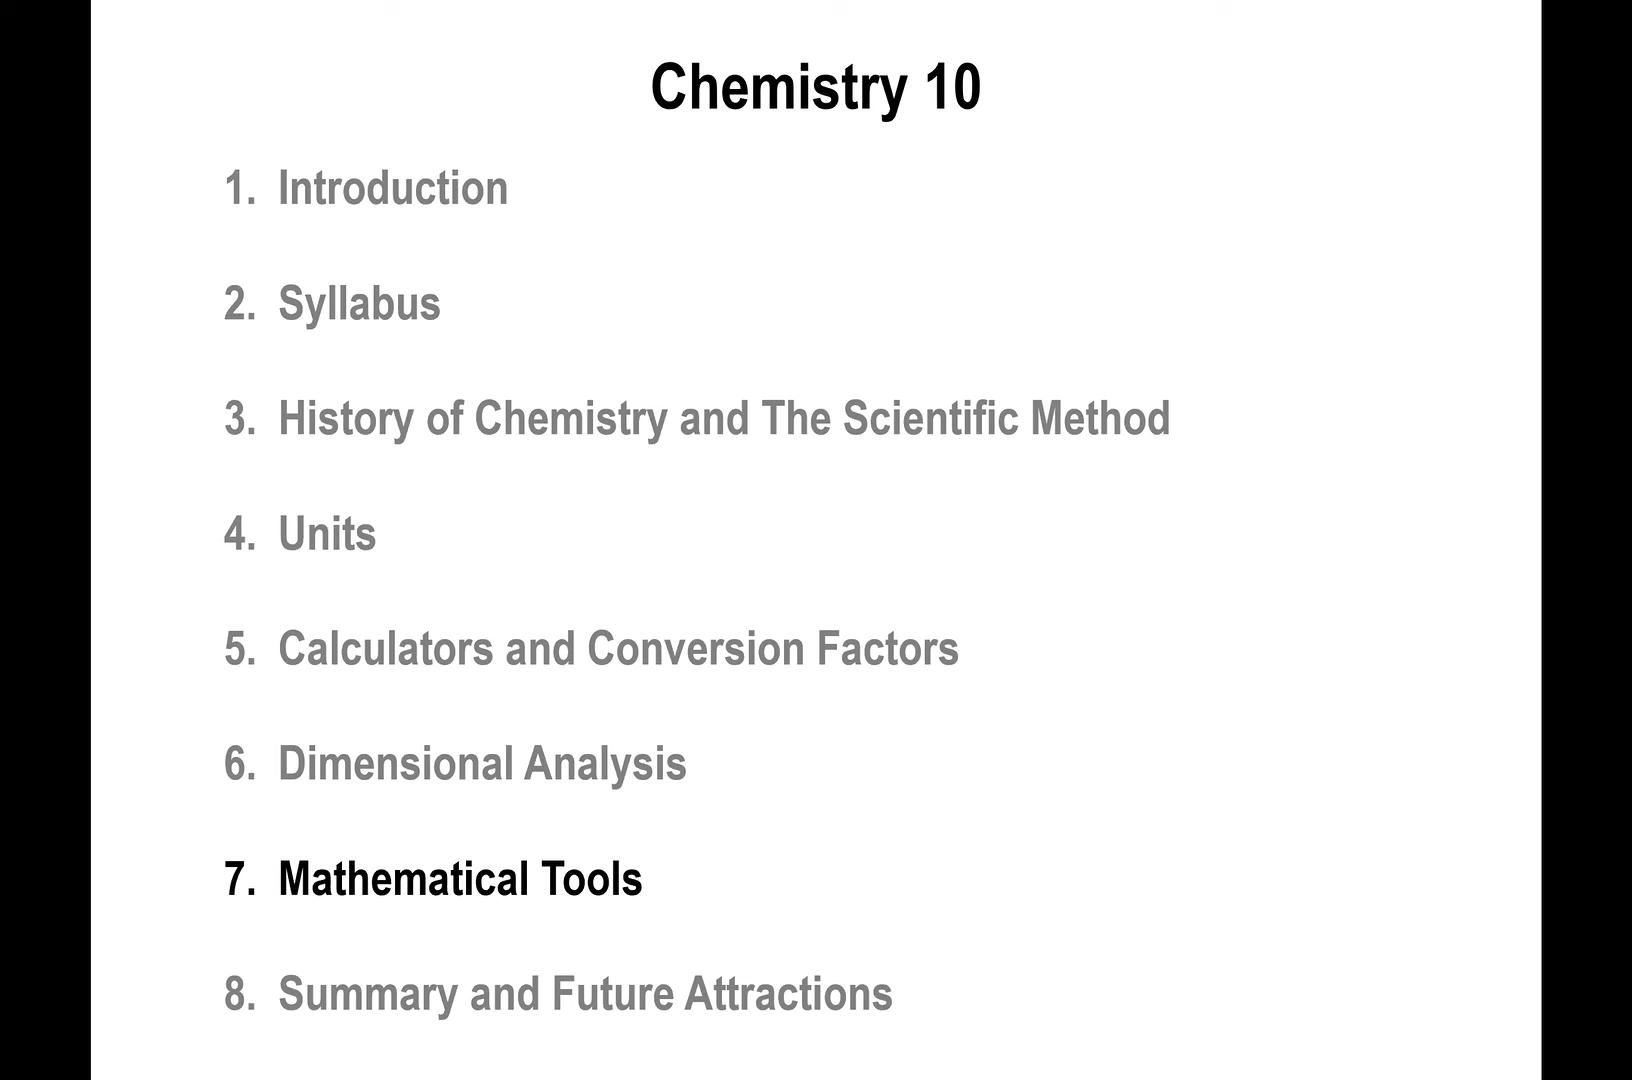 Chemistry 10
1. Introduction
2. Syllabus
3. History of Chemistry and The Scientific Method
4. Units
5. Calculators and Conversion Factors
6. Dimensional Analysis
7. Mathematical Tools
8. Summary and Future Attractions